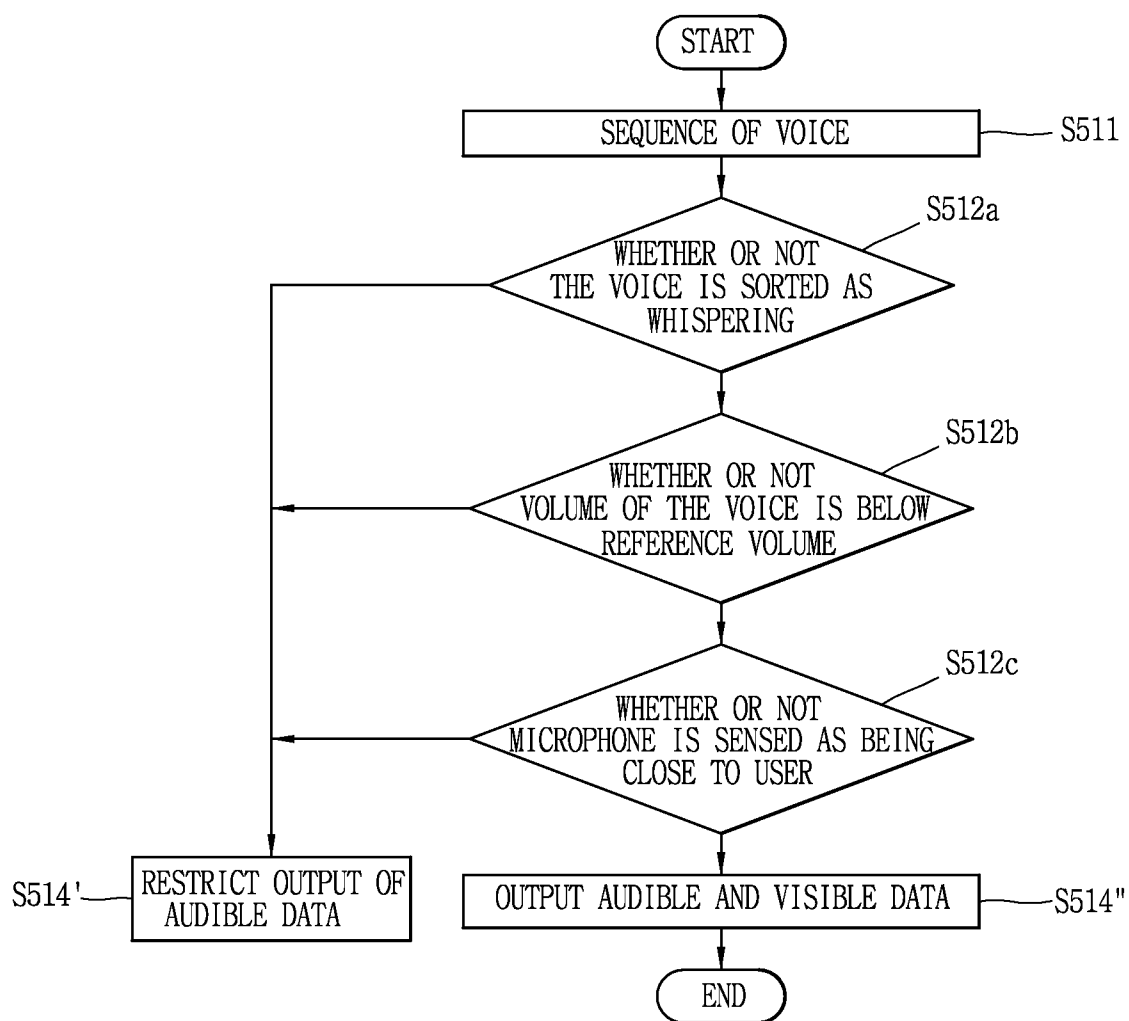 START
SEQUENCE OF VOICE
S511
S512a
WHETHER OR NOT
THE VOICE IS SORTED AS
WHISPERING
S512b
WHETHER OR NOT
VOLUME OF THE VOICE IS BELOW
REFERENCE VOLUME
S512c
WHETHER OR NOT
MICROPHONE IS SENSED AS BEING
CLOSE TO USER
S514'
RESTRICT OUTPUT OF
AUDIBLE DATA
OUTPUT AUDIBLE AND VISIBLE DATA
S514"
END